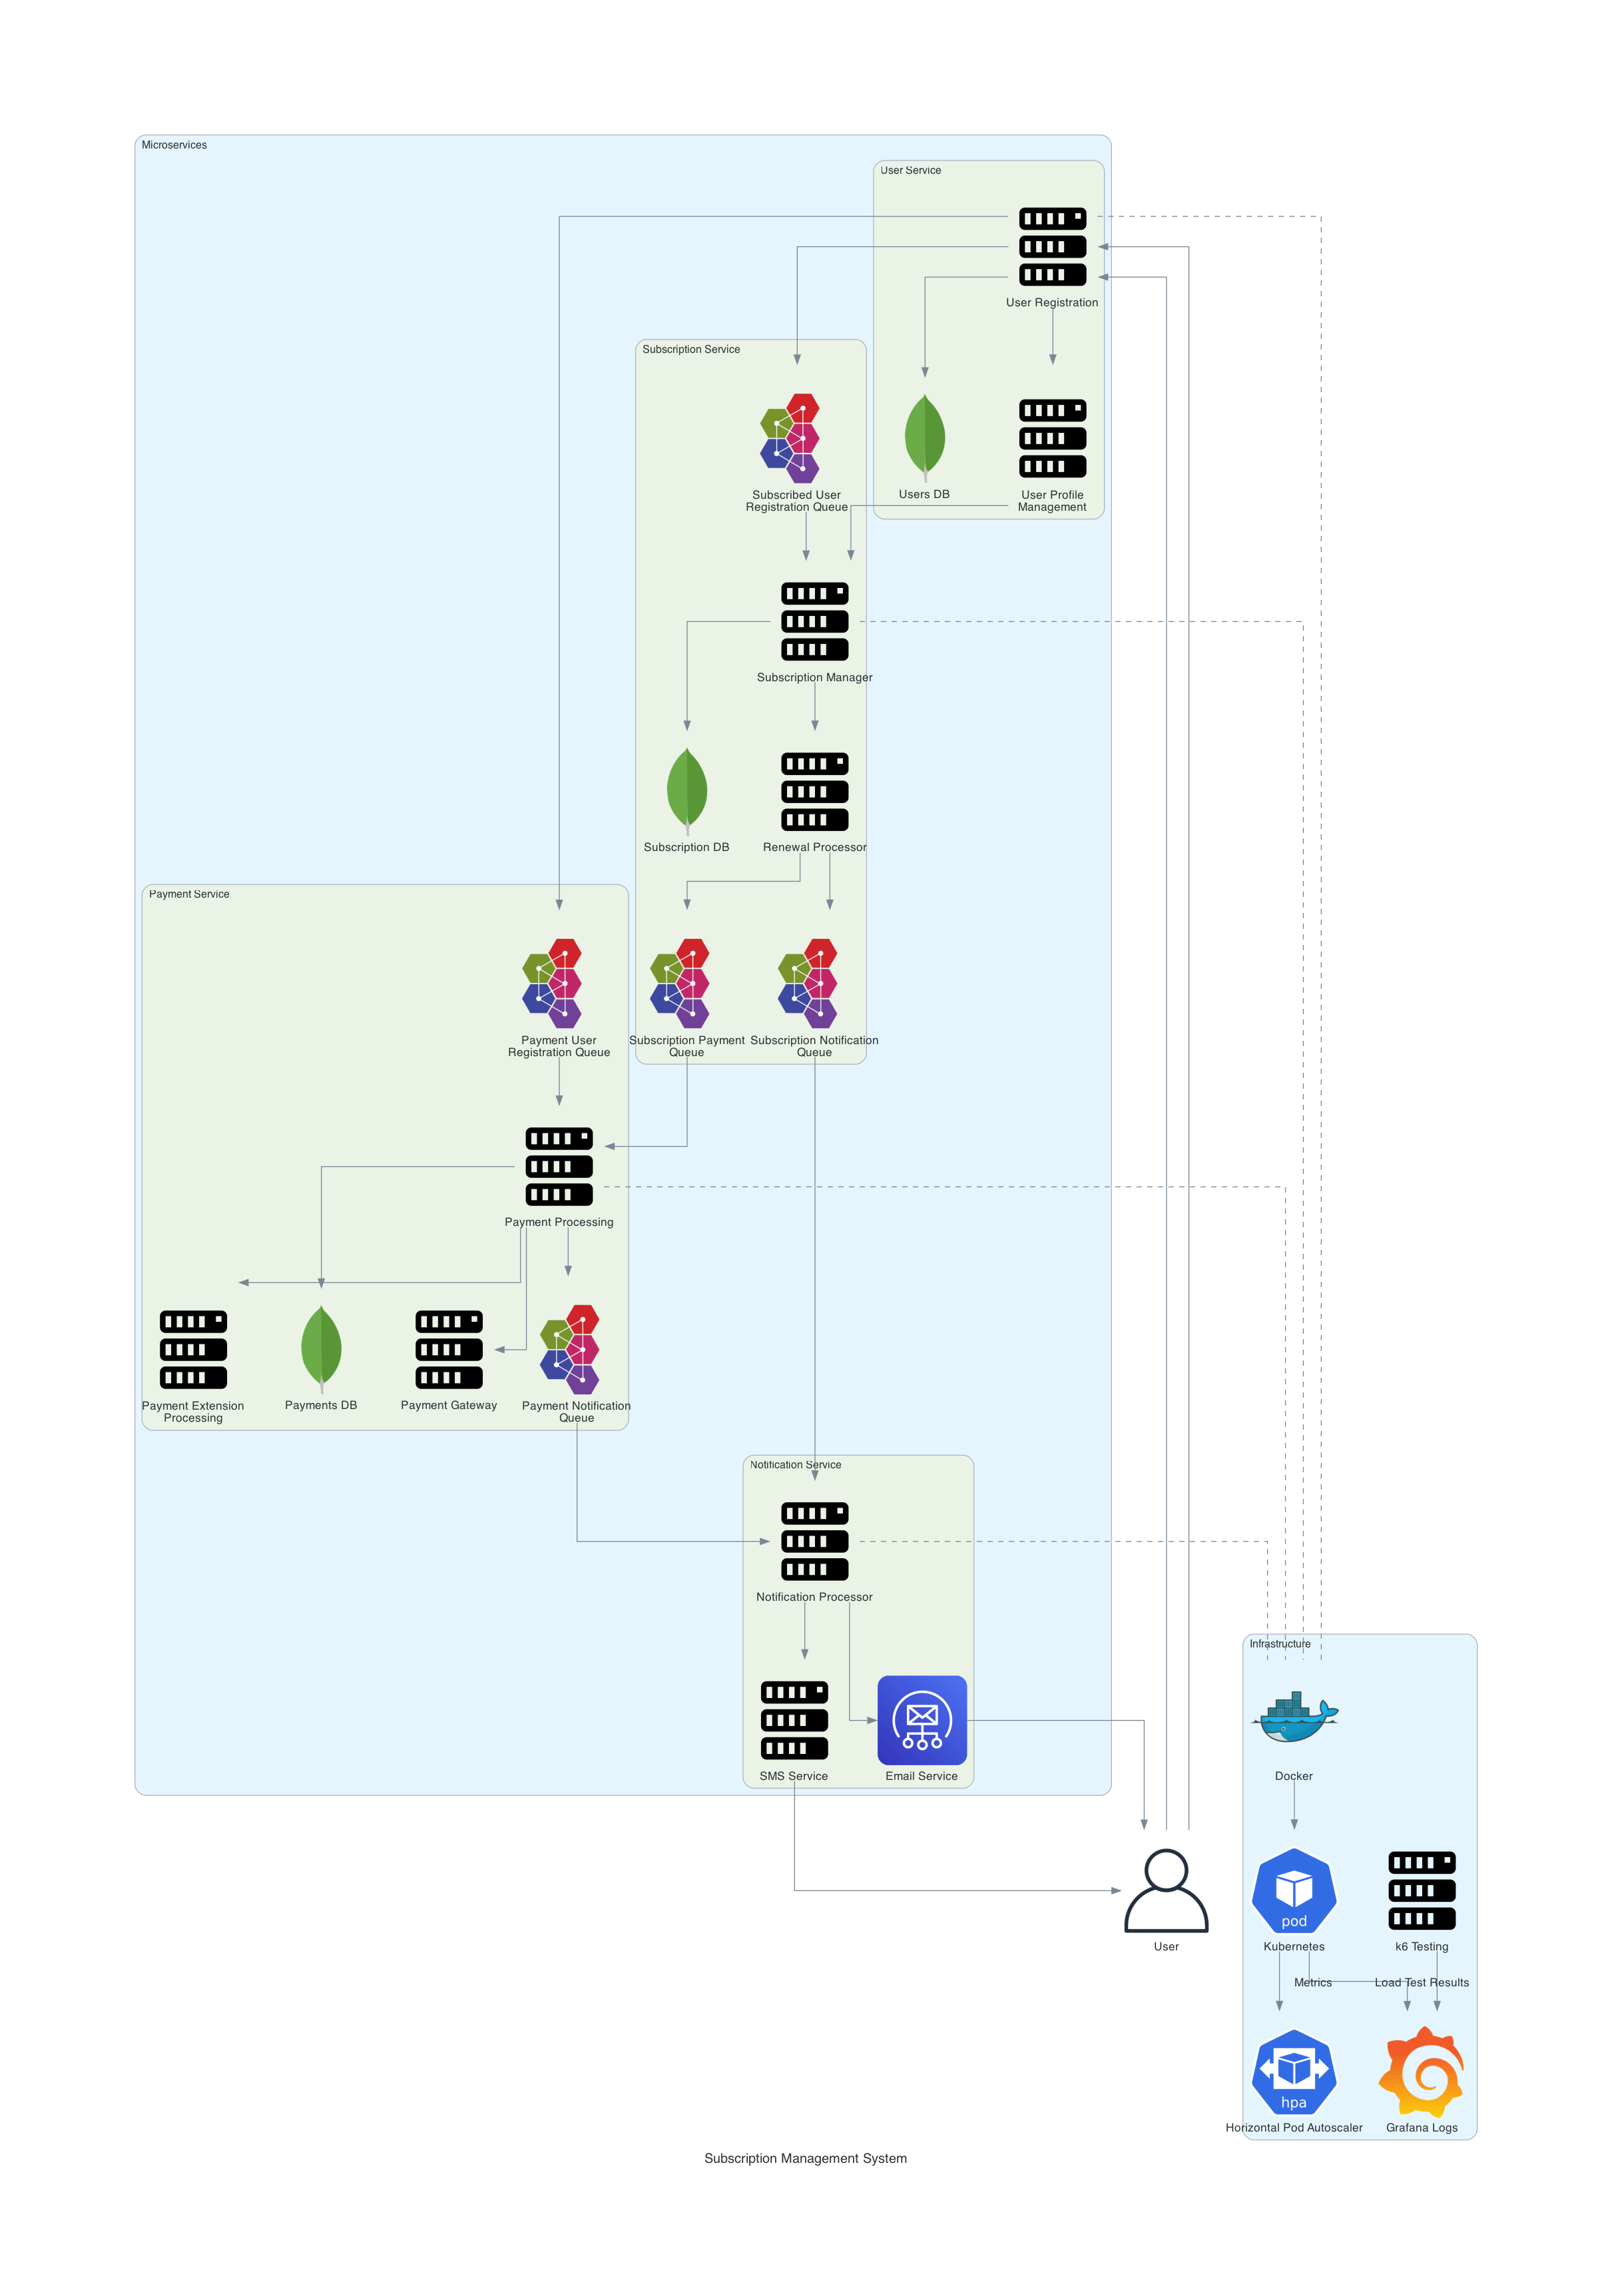 Microservices
User Service
User Registration
Subscription Service
Subscribed User
Registration Queue
Users DB
User Profile
Management
Subscription Manager
Subscription DB
Renewal Processor
Payment Service
Payment User
Registration Queue
Subscription Payment
Queue
Subscription Notification
Queue
Payment Processing
Payment Extension
Processing
Payments DB
Payment Gateway
Payment Notification
Queue
Notification Service
Notification Processor
Infrastructure
SMS Service
Email Service
Docker
pod
User
Kubernetes
k6 Testing
Metrics
Load Test Results
hpa
Horizontal Pod Autoscaler
Grafana Logs
Subscription Management System